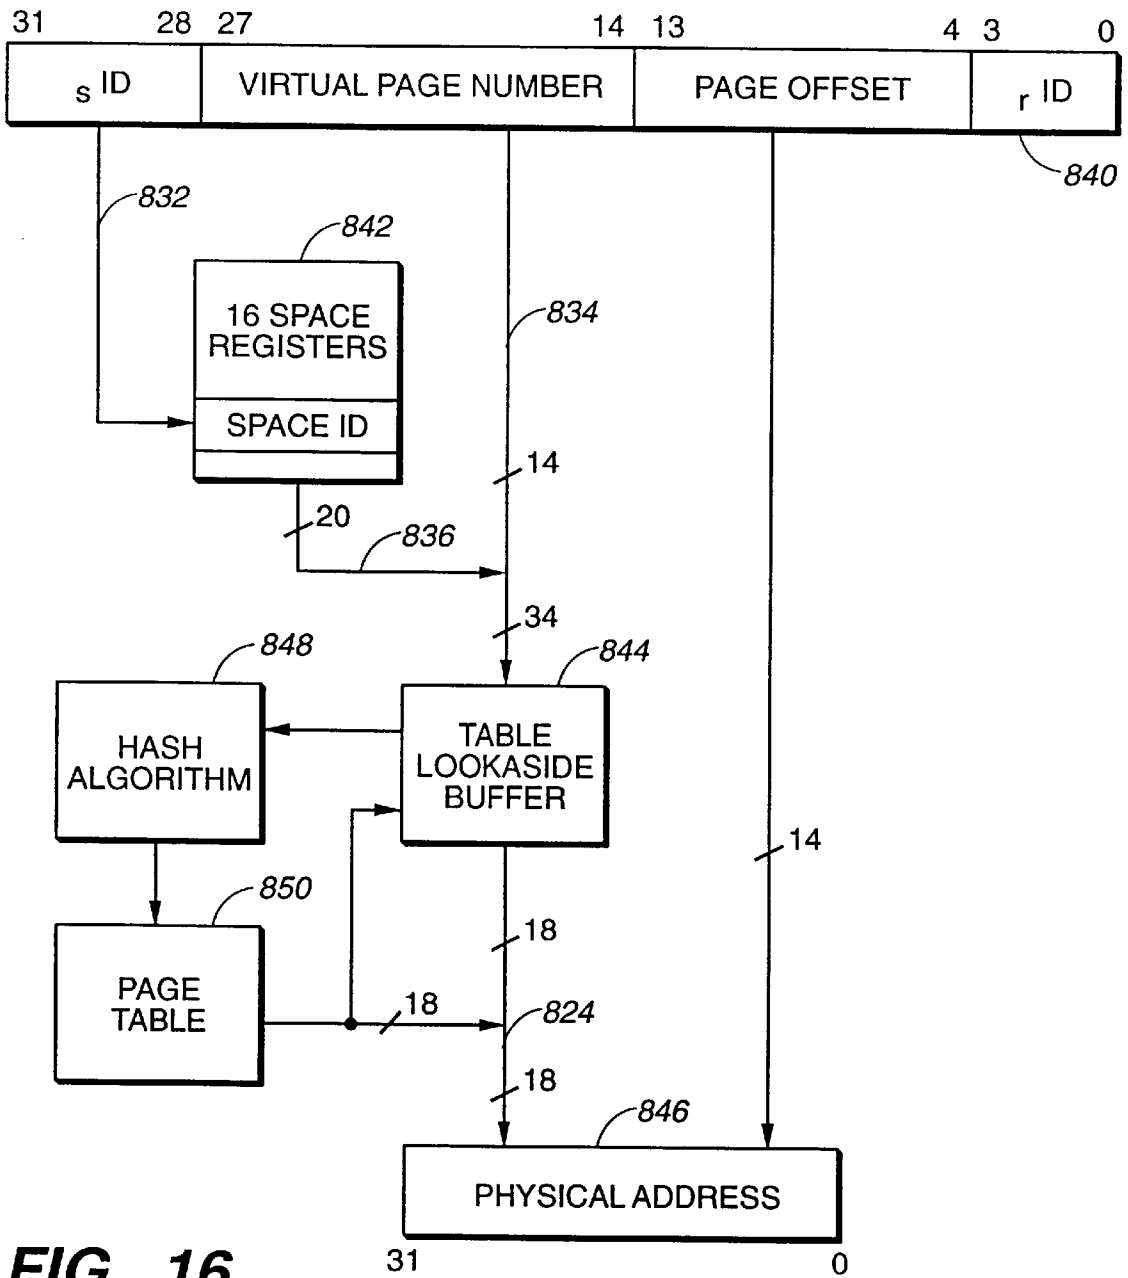 31 28 27 14 13 4 3 0
s ID VIRTUAL PAGE NUMBER PAGE OFFSET r ID
832
840
842
16 SPACE
REGISTERS
SPACE ID
834
14
20
836
34
848
844
HASH
ALGORITHM
TABLE
LOOKASIDE
BUFFER
14
850
PAGE
TABLE
18
18
824
18
846
PHYSICAL ADDRESS
31 0
FIG. 16